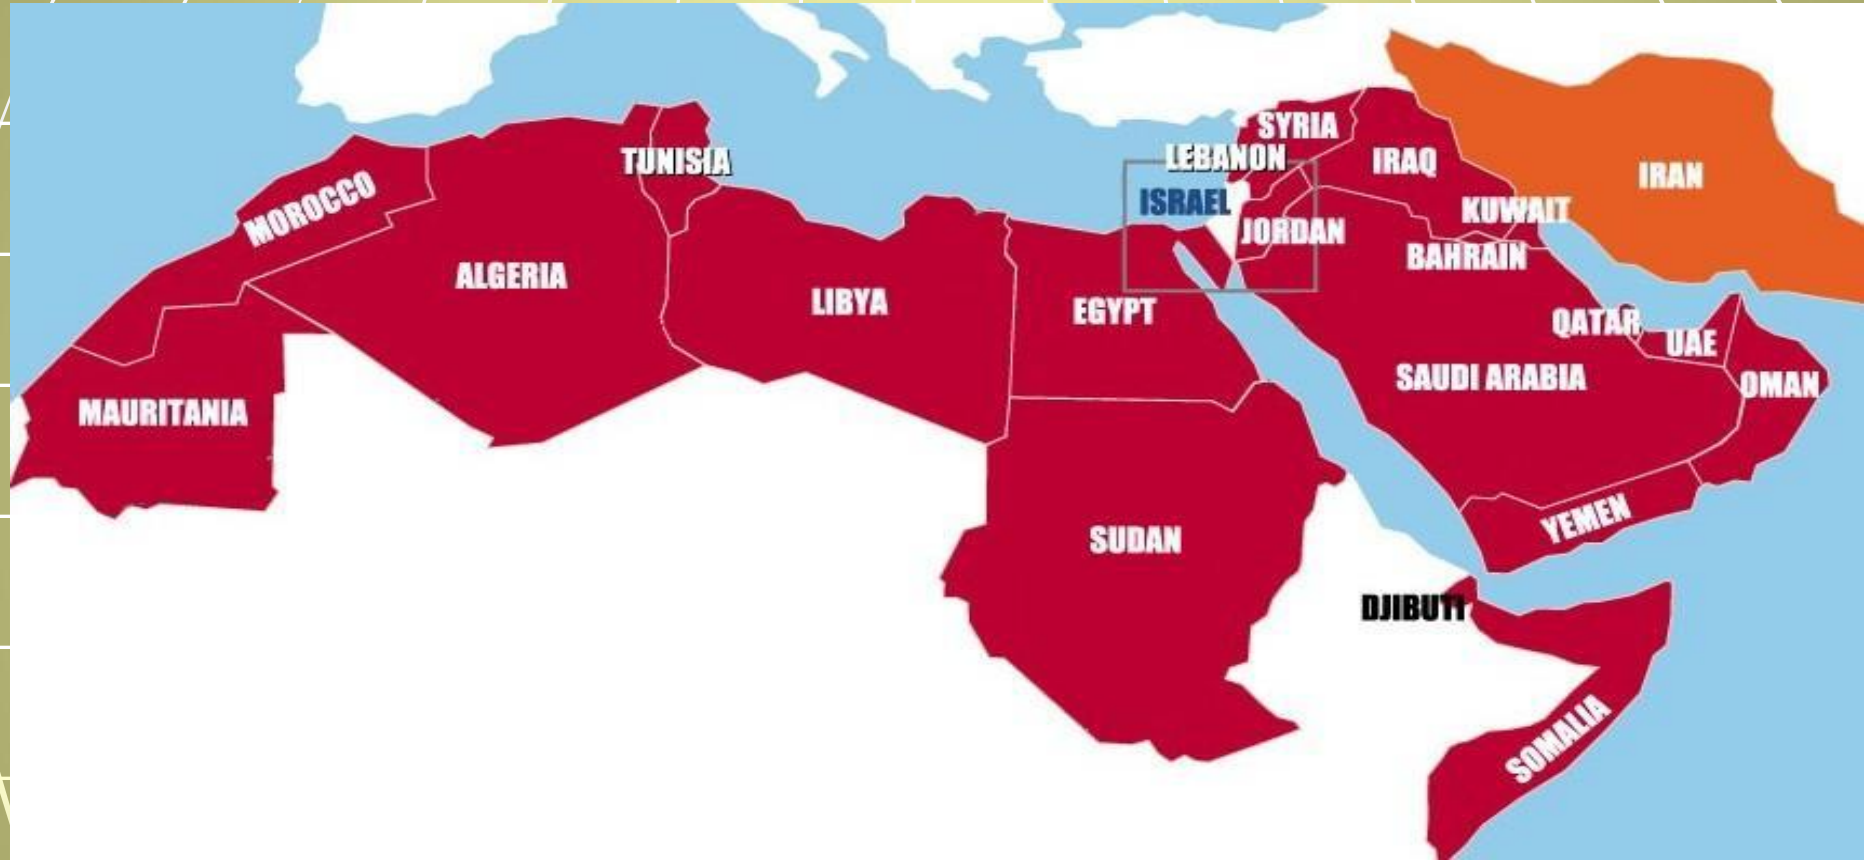 SYRIA
TUNISIA
LEBANON
IRAQ
IRAN
MOROCCO
ISRAEL
KUWAIT
JORDAN
BAHRAIN
ALGERIA
LIBYA
EGYPT
QATAR
UAE
SAUDI ARABIA
OMAN
MAURITANIA
YEMEN
SUDAN
DJIBUTI
SOMALIA